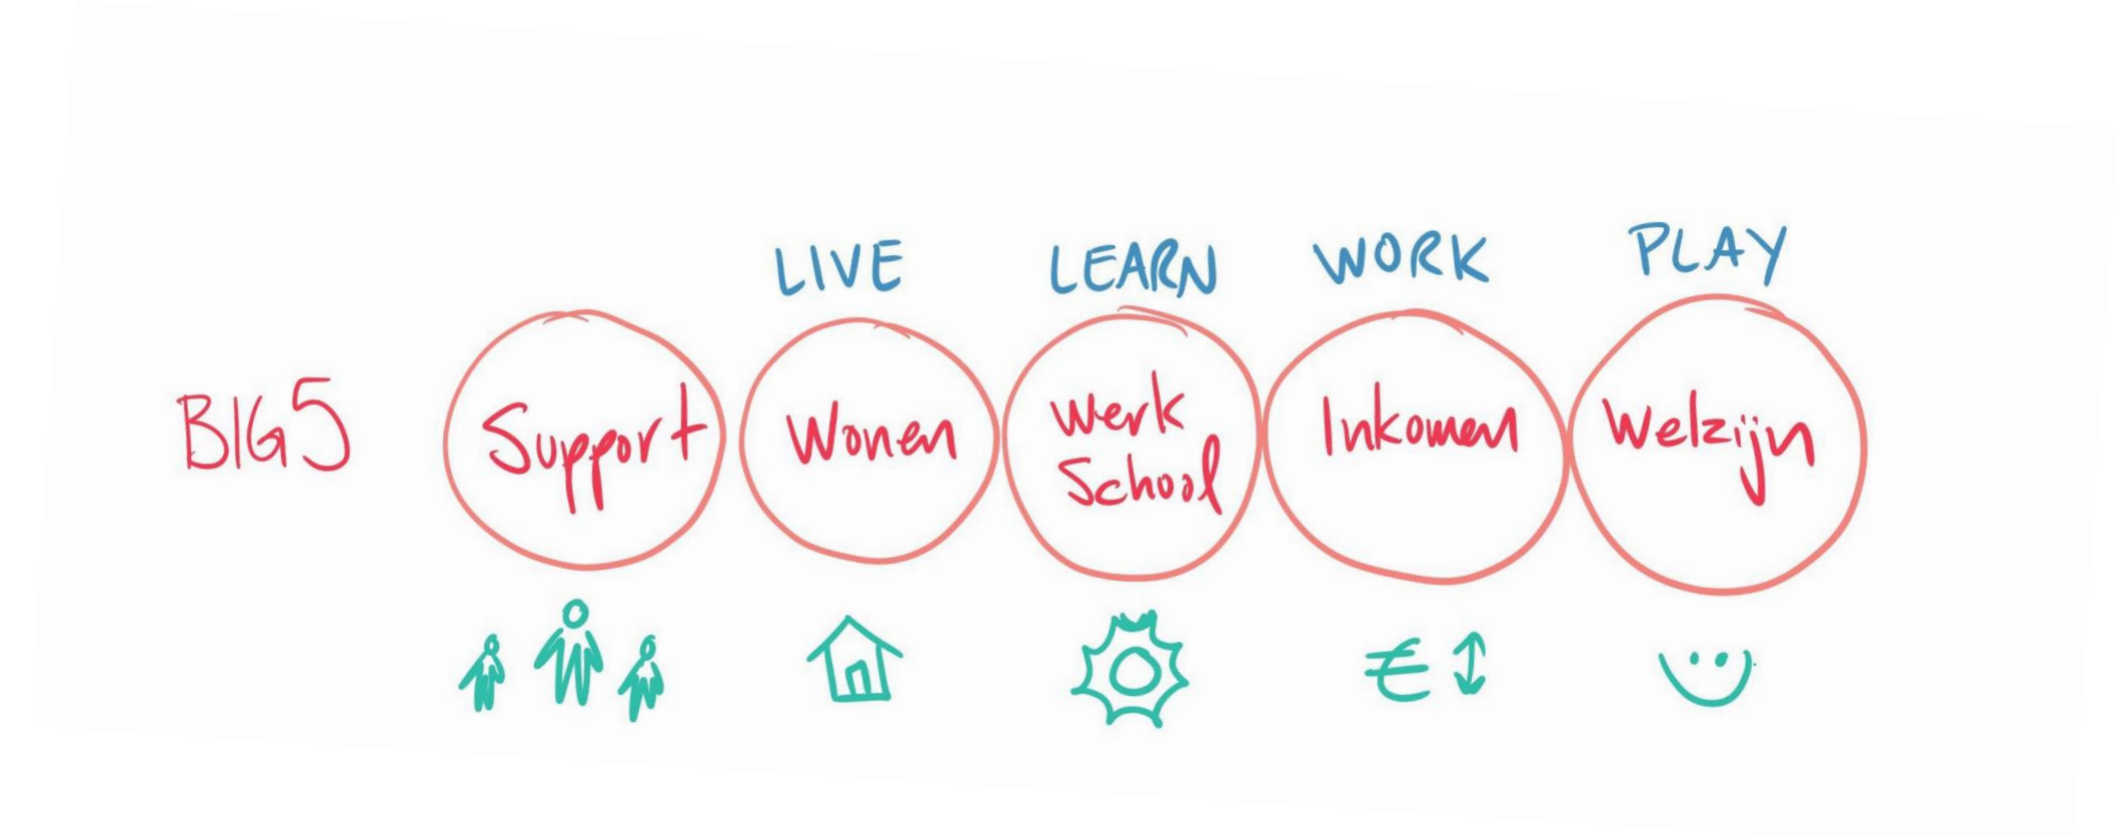 LIVE LEARN WORK PLAY
BIG5
Support
Wonen
Werk
School
Inkomen
Welzijn
€